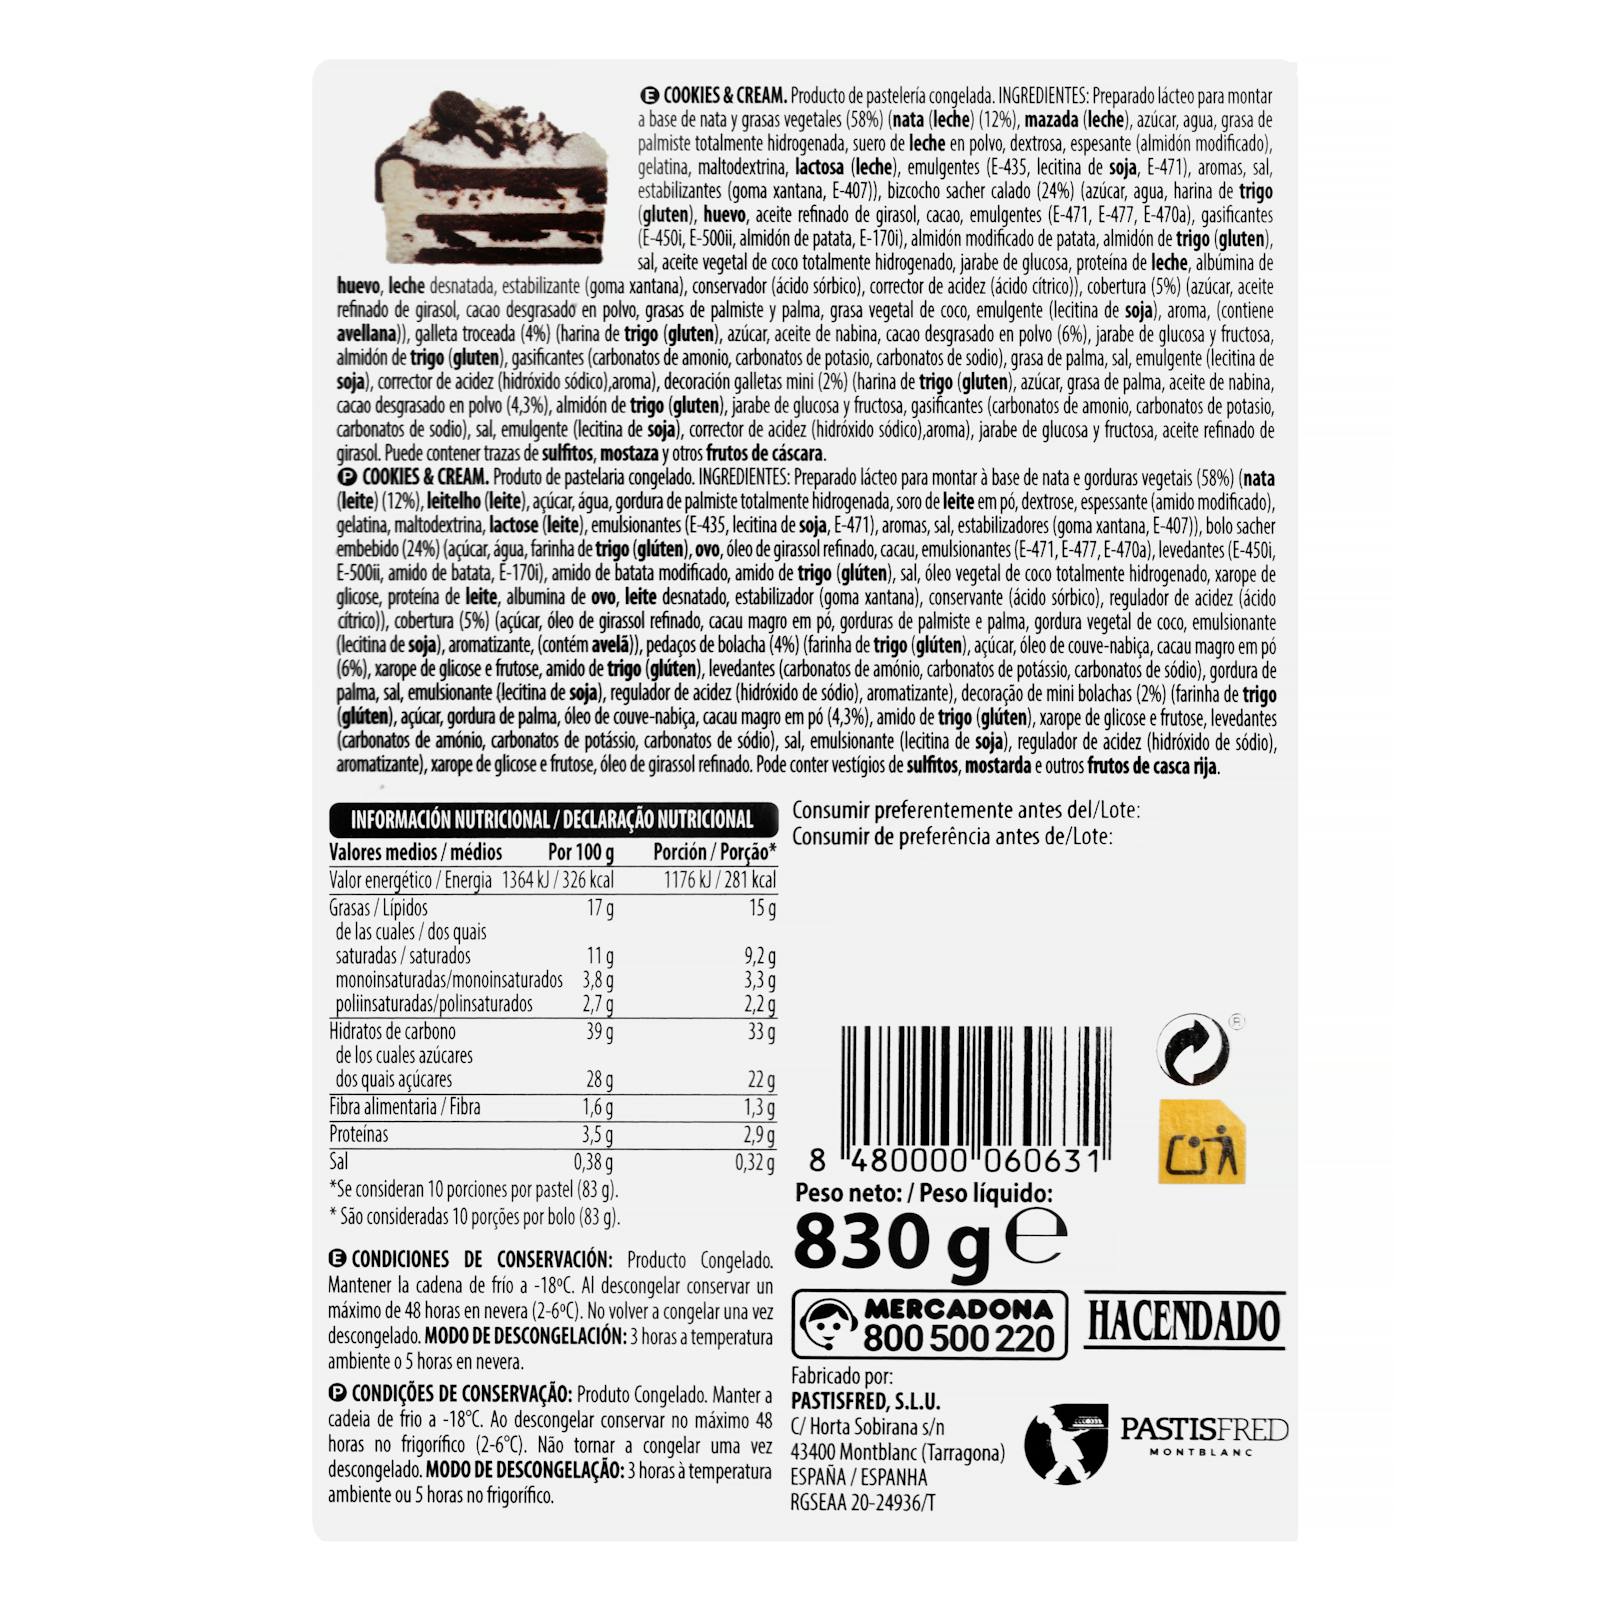 E COOKIES & CREAM. Producto de pastelería congelada. INGREDIENTES: Preparado lácteo para montar
a base de nata y grasas vegetales (58%) (nata (leche) (12%), mazada (leche), azúcar, agua, grasa de
palmiste totalmente hidrogenada, suero de leche en polvo, dextrosa, espesante (almidón modificado),
gelatina, maltodextrina, lactosa (leche), emulgentes (E-435, lecitina de soja, E-471), aromas, sal,
estabilizantes (goma xantana, E-407)), bizcocho sacher calado (24%) (azúcar, agua, harina de trigo
(gluten), huevo, aceite refinado de girasol, cacao, emulgentes (E-471, E-477, E-470a), gasificantes
(E-450i, E-500ii, almidón de patata, E-170i), almidón modificado de patata, almidón de trigo (gluten),
sal, aceite vegetal de coco totalmente hidrogenado, jarabe de glucosa, proteína de leche, albúmina de
huevo, leche desnatada, estabilizante (goma xantana), conservador (ácido sórbico), corrector de acidez (ácido cítrico)), cobertura (5%) (azúcar, aceite
refinado de girasol, cacao desgrasado en polvo, grasas de palmiste y palma, grasa vegetal de coco, emulgente (lecitina de soja), aroma, (contiene
avellana)), galleta troceada (4%) (harina de trigo (gluten), azúcar, aceite de nabina, cacao desgrasado en polvo (6%), jarabe de glucosa y fructosa,
almidón de trigo (gluten), gasificantes (carbonatos de amonio, carbonatos de potasio, carbonatos de sodio), grasa de palma, sal, emulgente (lecitina de
soja), corrector de acidez (hidróxido sódico),aroma), decoración galletas mini (2%) (harina de trigo (gluten), azúcar, grasa de palma, aceite de nabina,
cacao desgrasado en polvo (4,3%), almidón de trigo (gluten), jarabe de glucosa y fructosa, gasificantes (carbonatos de amonio, carbonatos de potasio,
carbonatos de sodio), sal, emulgente (lecitina de soja), corrector de acidez (hidróxido sódico),aroma), jarabe de glucosa y fructosa, aceite refinado de
girasol. Puede contener trazas de sulfitos, mostaza y otros frutos de cáscara.
P COOKIES & CREAM. Produto de pastelaria congelado. INGREDIENTES: Preparado lácteo para montar à base de nata e gorduras vegetais (58%) (nata
(leite) (12%), leitelho (leite), açúcar, água, gordura de palmiste totalmente hidrogenada, soro de leite em pó, dextrose, espessante (amido modificado),
gelatina, maltodextrina, lactose (leite), emulsionantes (E-435, lecitina de soja, E-471), aromas, sal, estabilizadores (goma xantana, E-407)), bolo sacher
embebido (24%) (açúcar, água, farinha de trigo (glúten), ovo, óleo de girassol refinado, cacau, emulsionantes (E-471, E-477, E-470a), levedantes (E-450i,
E-500ii, amido de batata, E-170i), amido de batata modificado, amido de trigo (glúten), sal, óleo vegetal de coco totalmente hidrogenado, xarope de
glicose, proteína de leite, albumina de ovo, leite desnatado, estabilizador (goma xantana), conservante (ácido sórbico), regulador de acidez (ácido
cítrico)), cobertura (5%) (açúcar, óleo de girassol refinado, cacau magro em pó, gorduras de palmiste e palma, gordura vegetal de coco, emulsionante
(lecitina de soja), aromatizante, (contém avelã)), pedaços de bolacha (4%) (farinha de trigo (glúten), açúcar, óleo de couve-nabiça, cacau magro em pó
(6%), xarope de glicose e frutose, amido de trigo (glúten), levedantes (carbonatos de amónio, carbonatos de potássio, carbonatos de sódio), gordura de
palma, sal, emulsionante (lecitina de soja), regulador de acidez (hidróxido de sódio), aromatizante), decoração de mini bolachas (2%) (farinha de trigo
(glúten), açúcar, gordura de palma, óleo de couve-nabiça, cacau magro em pó (4,3%), amido de trigo (glúten), xarope de glicose e frutose, levedantes
(carbonatos de amónio, carbonatos de potássio, carbonatos de sódio), sal, emulsionante (lecitina de soja), regulador de acidez (hidróxido de sódio),
aromatizante), xarope de glicose e frutose, óleo de girassol refinado. Pode conter vestígios de sulfitos, mostarda e outros frutos de casca rija.
INFORMACIÓN NUTRICIONAL / DECLARAÇÃO NUTRICIONAL
Valores medios / médios Por 100 g Porción / Porção*
Valor energético / Energia 1364 kJ / 326 kcal 1176 kJ / 281 kcal
Grasas / Lípidos 17 g 15 g
de las cuales / dos quais
saturadas / saturados 11 g 9,2 g
monoinsaturadas/monoinsaturados 3,8 g 3,3 g
poliinsaturadas/polinsaturados 2,7 g 2,2 g
Hidratos de carbono 39 g 33 g
de los cuales azúcares
dos quais açúcares 28 g 22 g
Fibra alimentaria / Fibra 1,6 g 1,3 g
Proteínas 3,5 g 2,9 g
Sal 0,38 g 0,32 g
*Se consideran 10 porciones por pastel (83 g).
* São consideradas 10 porções por bolo (83 g).
E CONDICIONES DE CONSERVACIÓN: Producto Congelado.
Mantener la cadena de frío a -18ºC. Al descongelar conservar un
máximo de 48 horas en nevera (2-6ºC). No volver a congelar una vez
descongelado. MODO DE DESCONGELACIÓN: 3 horas a temperatura
ambiente o 5 horas en nevera.
P CONDIÇÕES DE CONSERVAÇÃO: Produto Congelado. Manter a
cadeia de frio a -18°C. Ao descongelar conservar no máximo 48
horas no frigorífico (2-6°C). Não tornar a congelar uma vez
descongelado. MODO DE DESCONGELAÇÃO: 3 horas à temperatura
ambiente ou 5 horas no frigorífico.
Consumir preferentemente antes del/Lote:
Consumir de preferência antes de/Lote:
®
8 480000 060631
Peso neto: / Peso líquido:
830 g e
MERCADONA
800 500 220
HACENDADO
Fabricado por:
PASTISFRED, S.L.U.
C/ Horta Sobirana s/n
43400 Montblanc (Tarragona)
ESPAÑA / ESPANHA
RGSEAA 20-24936/T
PASTISFRED
MONTBLANC